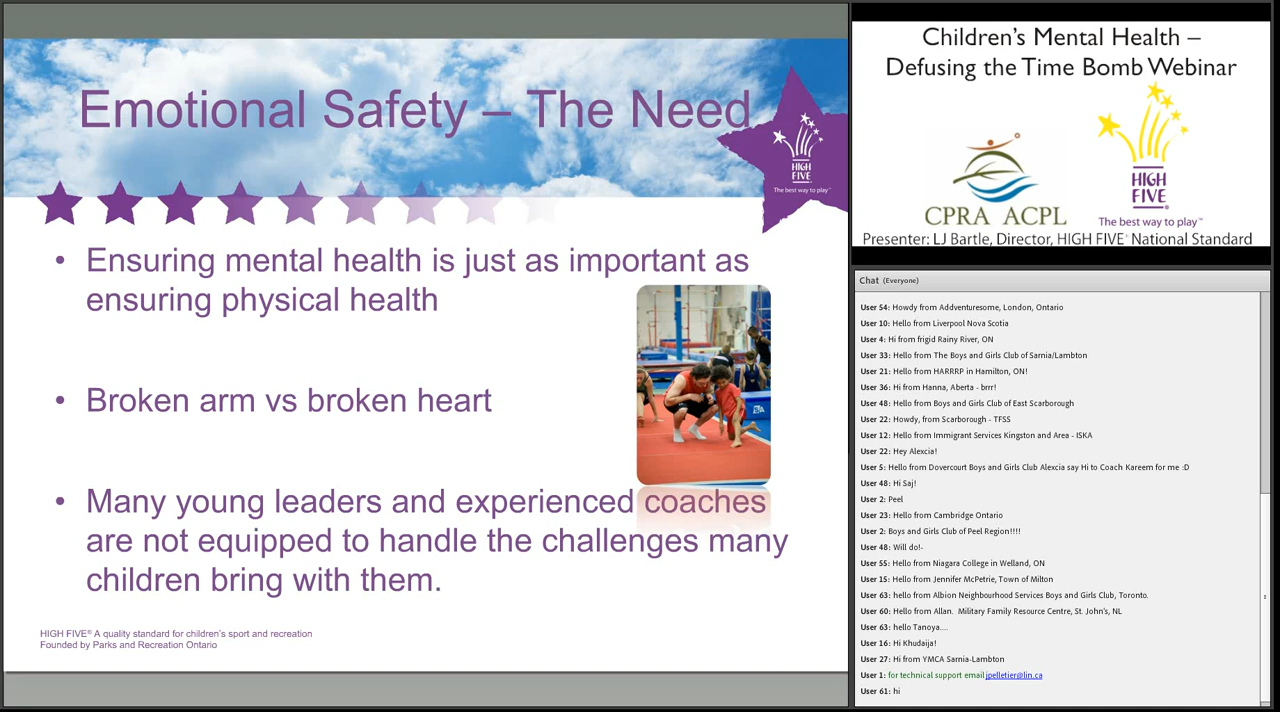 Emotional Safety – The Need
HIGH
FIVE
The best way to play™
• Ensuring mental health is just as important as
ensuring physical health
• Broken arm vs broken heart
• Many young leaders and experienced coaches
are not equipped to handle the challenges many
children bring with them.
HIGH FIVE® A quality standard for children's sport and recreation
Founded by Parks and Recreation Ontario
Children's Mental Health –
Defusing the Time Bomb Webinar
CPRA ACPL
HIGH
FIVE®
The best way to play™
Presenter: LJ Bartle, Director, HIGH FIVE® National Standard
Chat (Everyone)
User 54: Howdy from Addventuresome, London, Ontario
User 10: Hello from Liverpool Nova Scotia
User 4: Hi from frigid Rainy River, ON
User 33: Hello from The Boys and Girls Club of Sarnia/Lambton
User 21: Hello from HARRRP in Hamilton, ON!
User 36: Hi from Hanna, Aberta - brrr!
User 48: Hello from Boys and Girls Club of East Scarborough
User 22: Howdy, from Scarborough - TFSS
User 12: Hello from Immigrant Services Kingston and Area - ISKA
User 22: Hey Alexcia!
User 5: Hello from Dovercourt Boys and Girls Club Alexcia say Hi to Coach Kareem for me :D
User 48: Hi Saj!
User 2: Peel
User 23: Hello from Cambridge Ontario
User 2: Boys and Girls Club of Peel Region!!!!
User 48: Will do!-
User 55: Hello from Niagara College in Welland, ON
User 15: Hello from Jennifer McPetrie, Town of Milton
User 63: hello from Albion Neighbourhood Services Boys and Girls Club, Toronto.
User 60: Hello from Allan.  Military Family Resource Centre, St. John's, NL
User 63: hello Tanoya....
User 16: Hi Khudaija!
User 27: Hi from YMCA Sarnia-Lambton
User 1: for technical support email jpelletier@lin.ca
User 61: hi